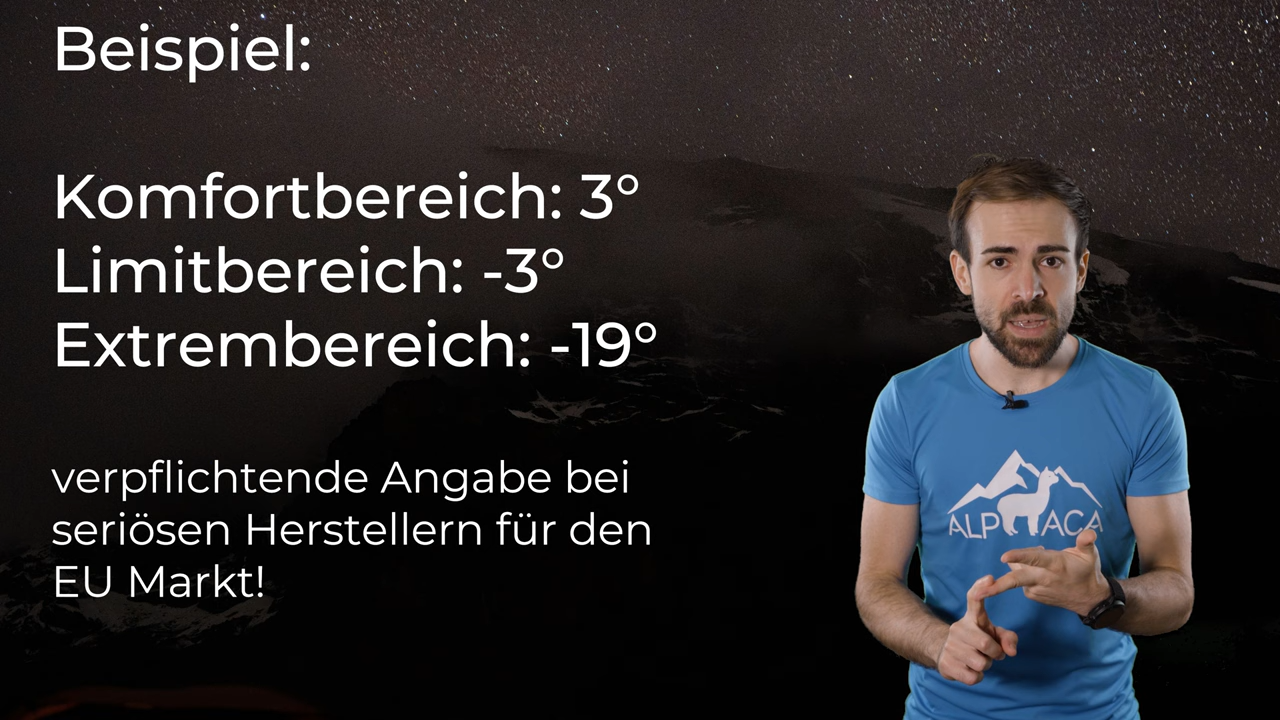 Beispiel:
Komfortbereich: 3°
Limitbereich: -3°
Extrembereich: -19°
verpflichtende Angabe bei
seriösen Herstellern für den
EU Markt!
ALPACA